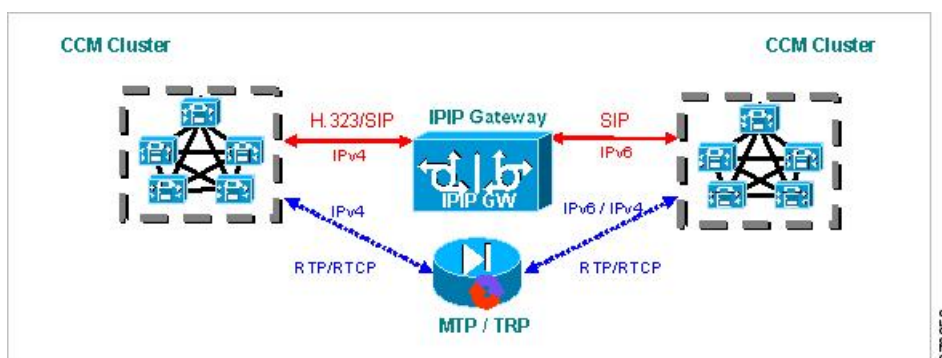 CCM Cluster
CCM Cluster
H.323/SIP
IPIP Gateway
SIP
IPv4
IPv6
IPIP GW
IPv4
IPv6 / IPv4
RTP/RTCP
RTP/RTCP
MTP / TRP